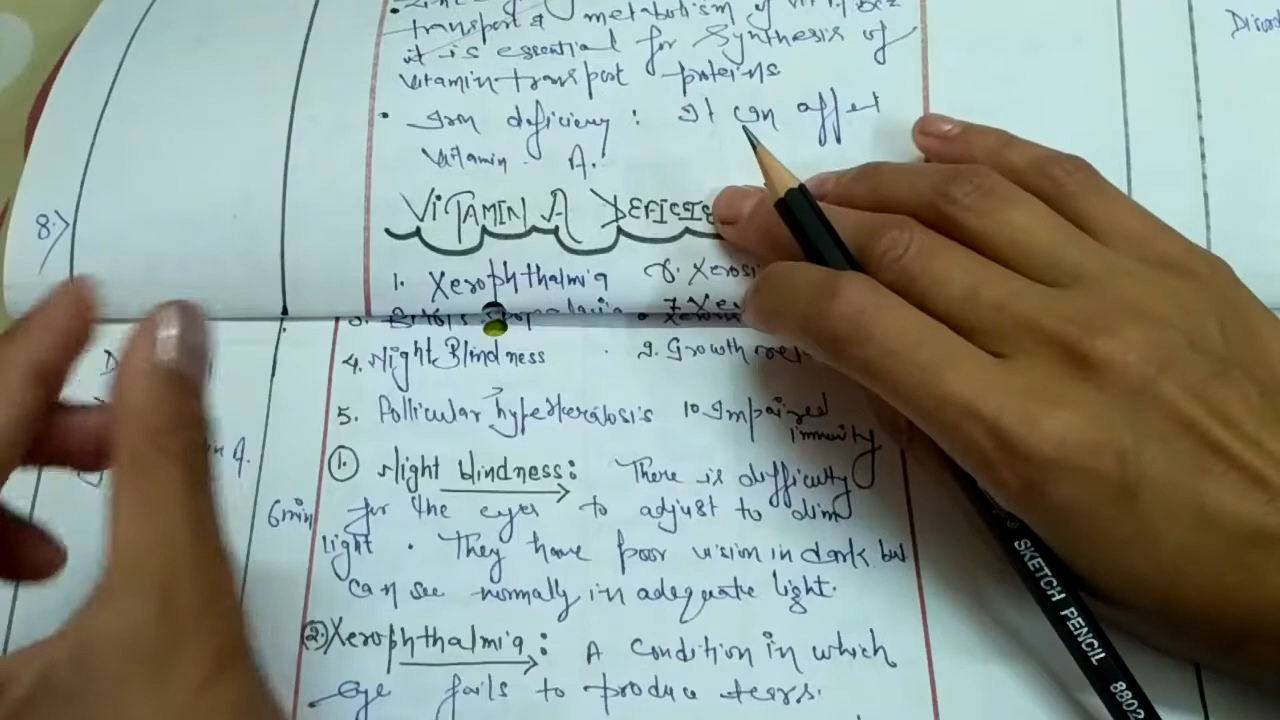 transport & metabolism of vit.
it is essential for synthesis of
vitamin transport proteins
• Iron deficiency : It can affect
vitamin A.
8.>
VITAMIN A DEFICIE
1. Xerophthalmia 6. Xerosi
4. Night Blindness 9. Growth
5. Follicular hyperkeratosis 10. Impaired
immunity
1. Night blindness: There is difficulty
6min
for the eyes to adjust to dim
light. They have poor vision in dark but
can see normally in adequate light.
2. Xerophthalmia: A condition in which
eye fails to produce tears.
SKETCH PENCIL 8802